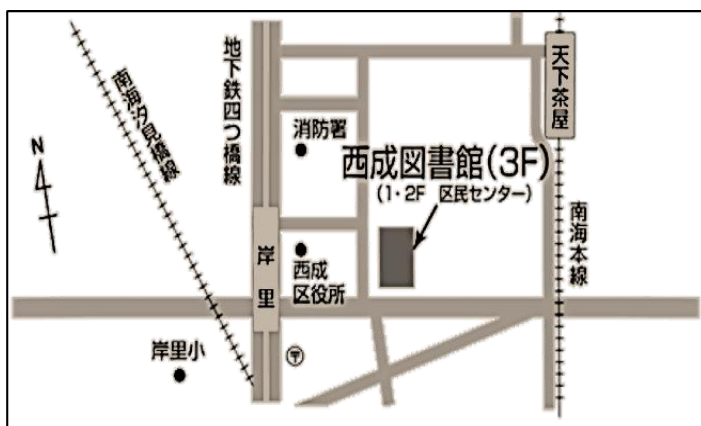 南海汐見橋線
地下鉄四つ橋線
天下茶屋
消防署
西成図書館(3F)
(1・2F 区民センター)
N
岸里
西成
区役所
南海本線
岸里小
〒